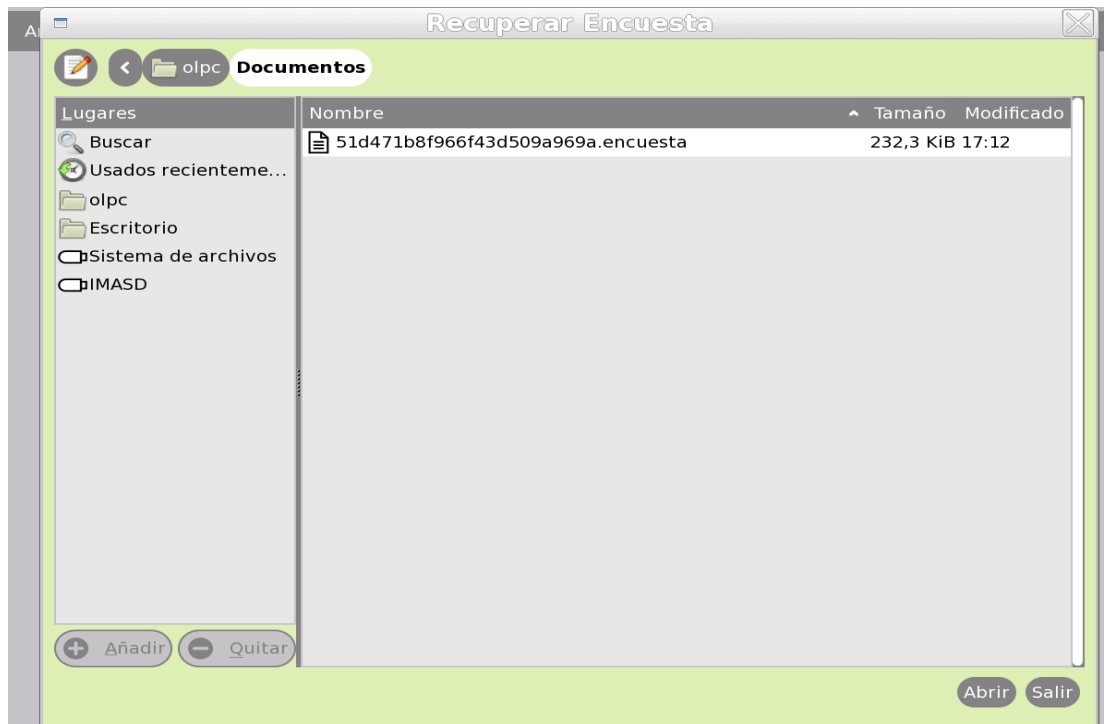 Recuperar Encuesta
olpc Documentos
Lugares
Nombre Tamaño Modificado
Buscar
51d471b8f966f43d509a969a.encuesta 232,3 KiB 17:12
Usados recienteme...
olpc
Escritorio
Sistema de archivos
IMASD
Añadir Quitar
Abrir Salir